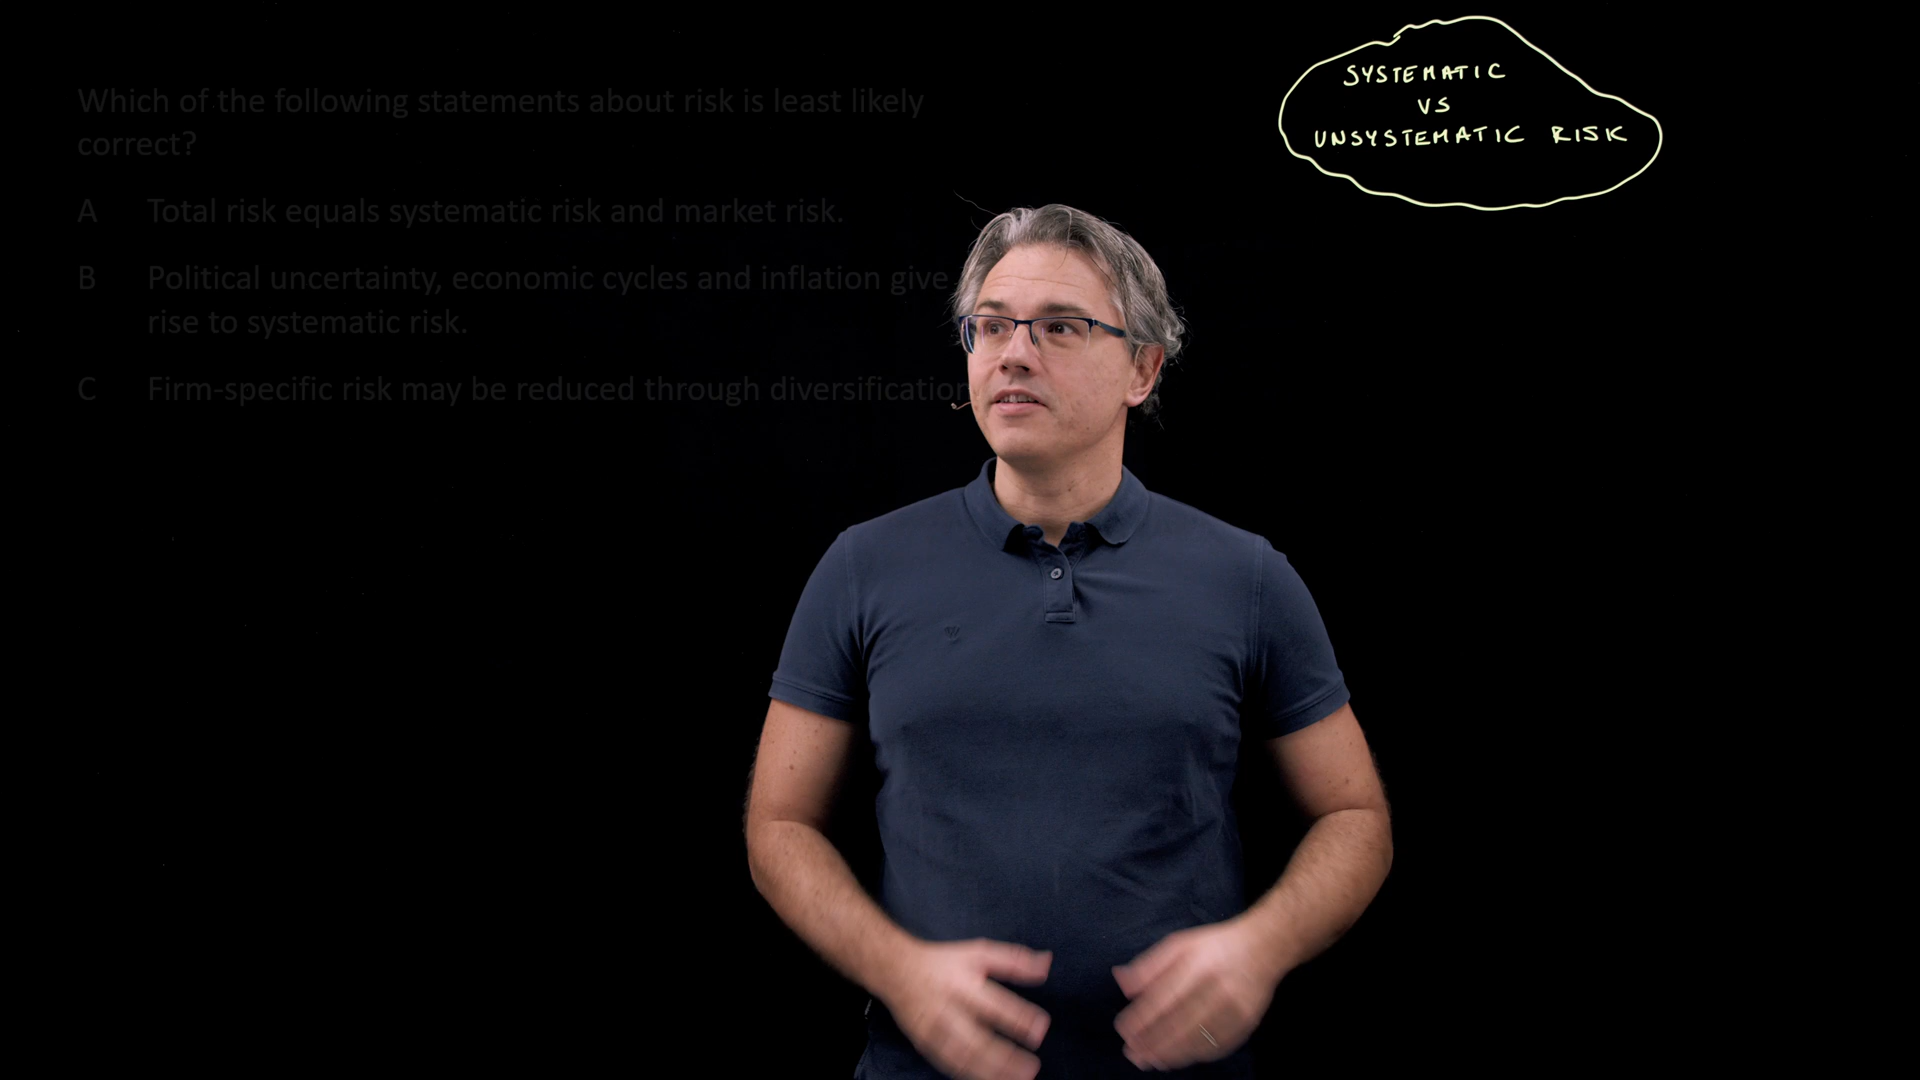 Which of the following statements about risk is least likely
correct?
A Total risk equals systematic risk and market risk.
B Political uncertainty, economic cycles and inflation give
rise to systematic risk.
C Firm-specific risk may be reduced through diversification
SYSTEMATIC
VS
UNSYSTEMATIC RISK